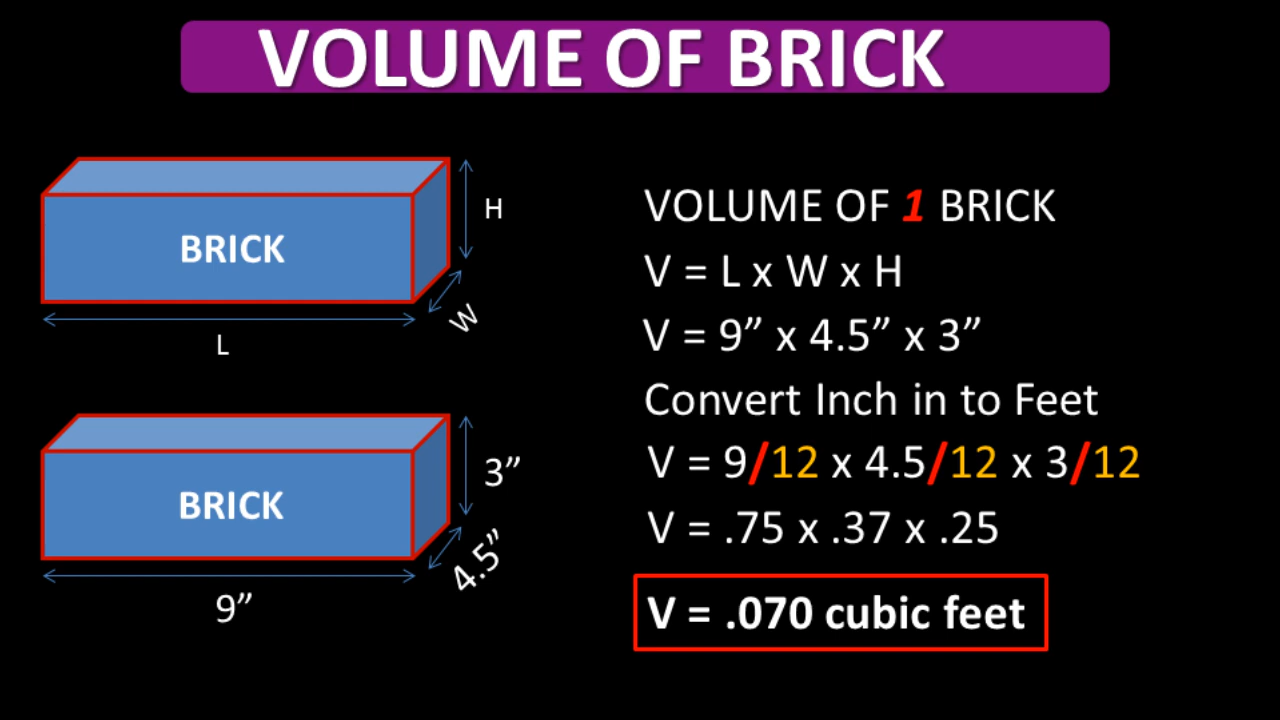 VOLUME OF BRICK
BRICK
H
W
L
BRICK
3”
4.5”
9”
VOLUME OF 1 BRICK
V = L x W x H
V = 9” x 4.5” x 3”
Convert Inch in to Feet
V = 9/12 x 4.5/12 x 3/12
V = .75 x .37 x .25
V = .070 cubic feet